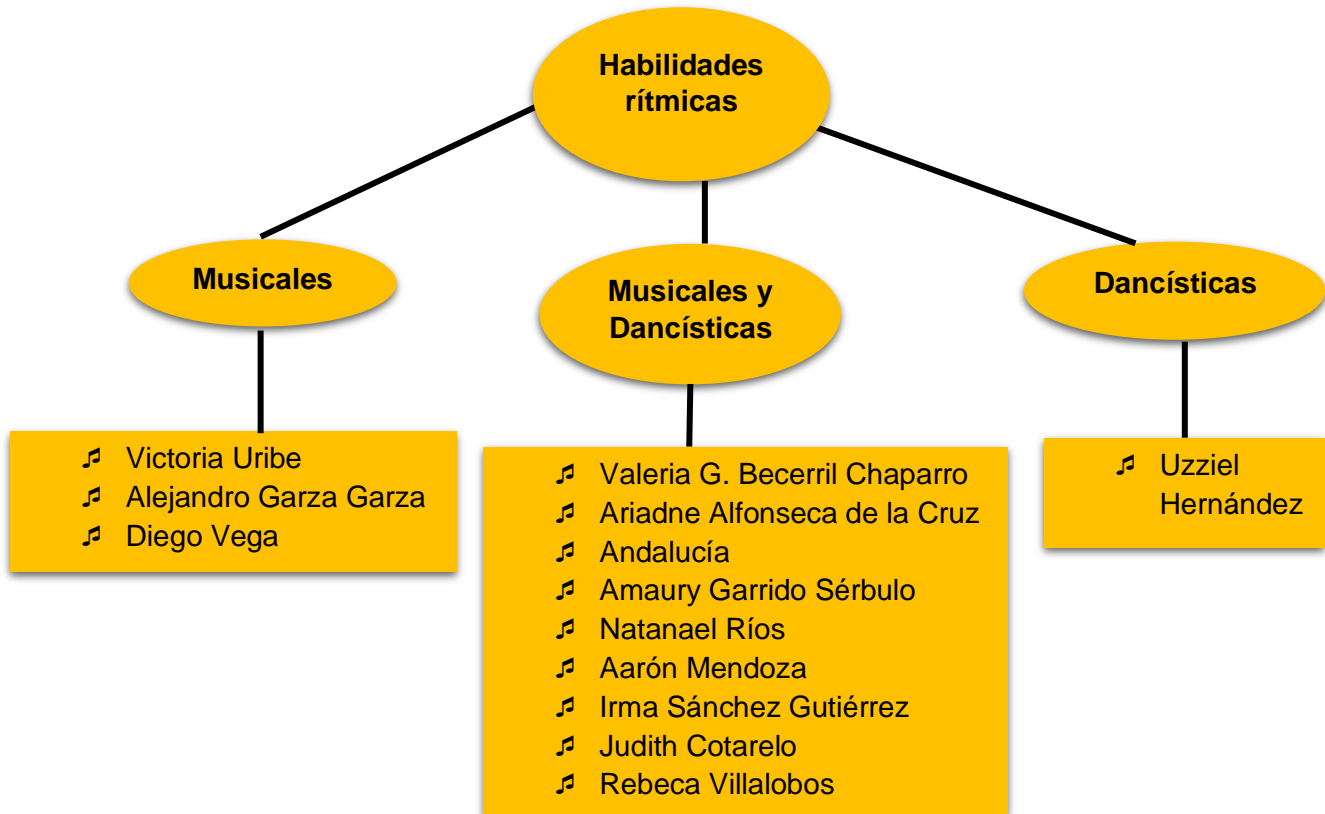 Habilidades
rítmicas
Musicales
Musicales y
Dancísticas
Dancísticas
♬ Victoria Uribe
♬ Alejandro Garza Garza
♬ Diego Vega
♬ Valeria G. Becerril Chaparro
♬ Ariadne Alfonseca de la Cruz
♬ Andalucía
♬ Amaury Garrido Sérbulo
♬ Natanael Ríos
♬ Aarón Mendoza
♬ Irma Sánchez Gutiérrez
♬ Judith Cotarelo
♬ Rebeca Villalobos
♬ Uzziel
Hernández